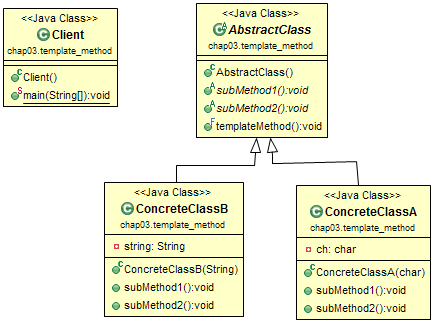 <<Java Class>>
Client
chap03.template_method
Client()
main(String[]):void
<<Java Class>>
AbstractClass
chap03.template_method
AbstractClass()
subMethod1():void
subMethod2():void
templateMethod():void
<<Java Class>>
ConcreteClassB
chap03.template_method
string: String
ConcreteClassB(String)
subMethod1():void
subMethod2():void
<<Java Class>>
ConcreteClassA
chap03.template_method
ch: char
ConcreteClassA(char)
subMethod1():void
subMethod2():void